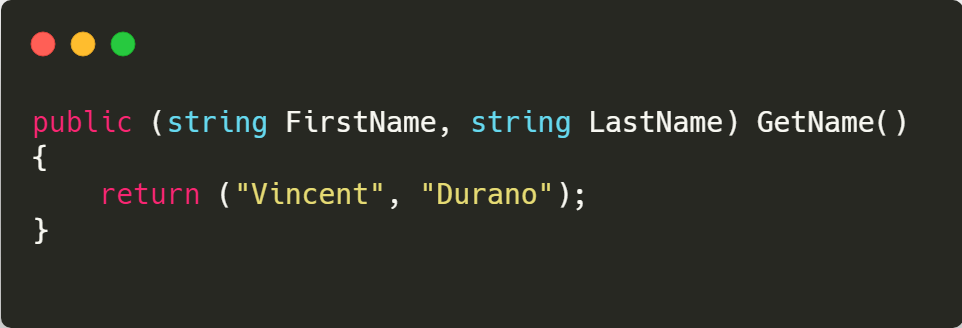 public (string FirstName, string LastName) GetName()
{
    return ("Vincent", "Durano");
}